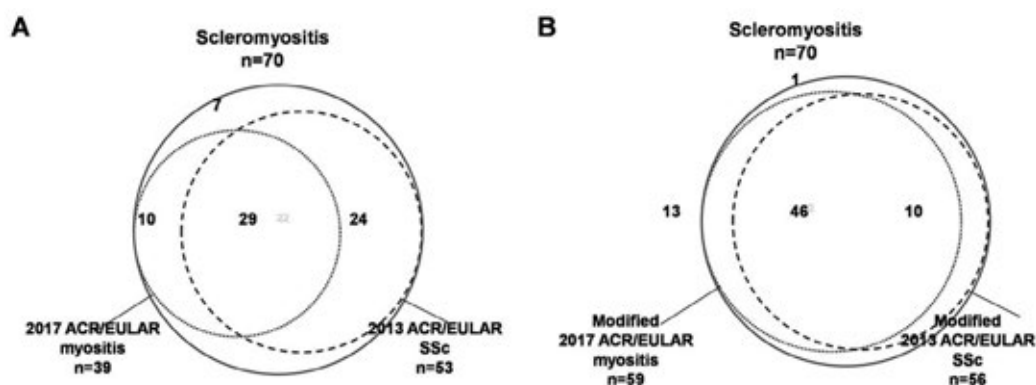 A
Scleromyositis
n=70
7
10
29
24
2017 ACR/EULAR
myositis
n=39
2013 ACR/EULAR
SSc
n=53
B
Scleromyositis
n=70
1
13
46
10
Modified
2017 ACR/EULAR
myositis
n=59
Modified
2013 ACR/EULAR
SSc
n=56